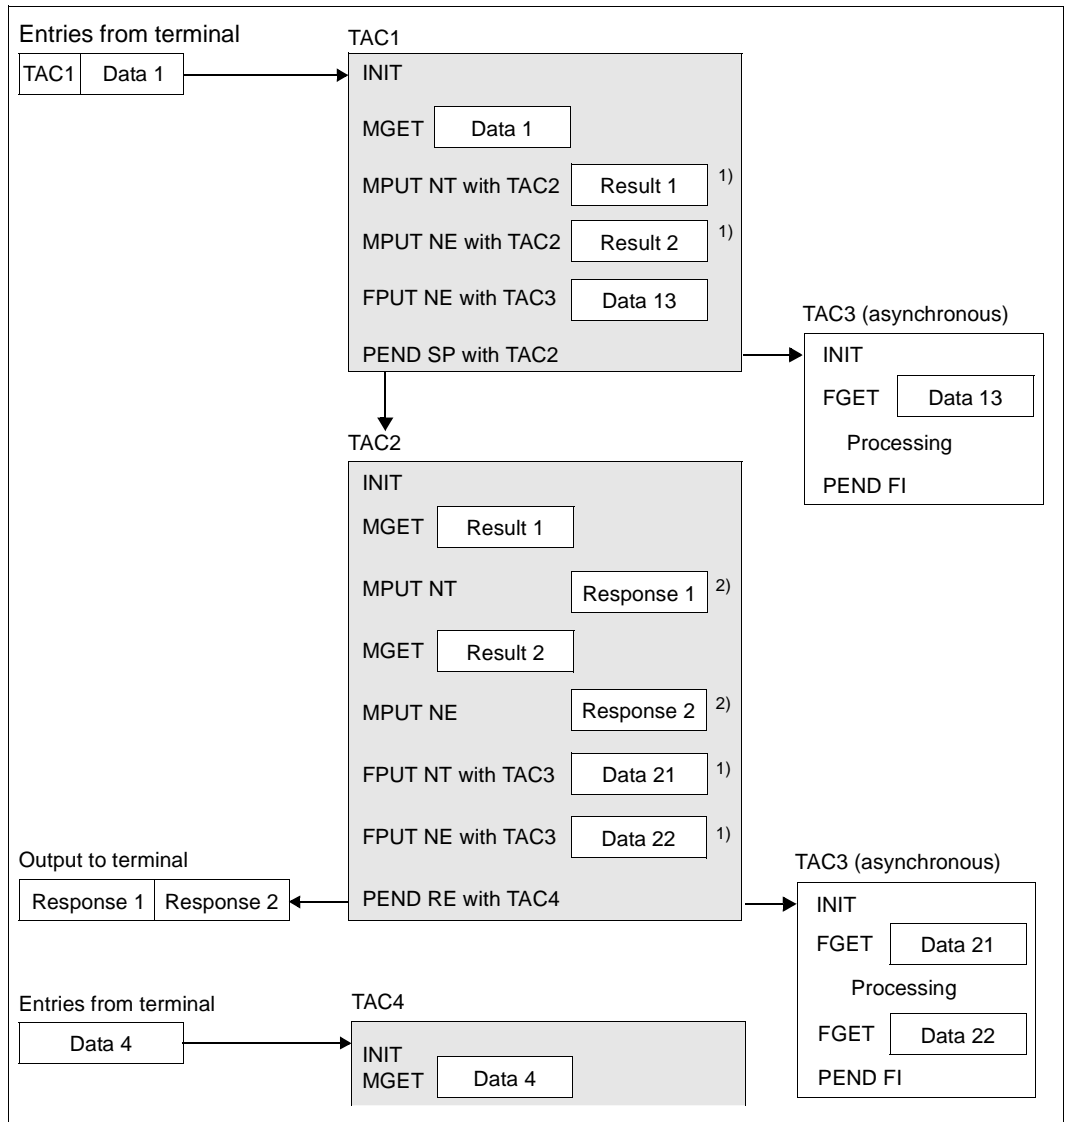 Entries from terminal
TAC1 Data 1
TAC1
INIT
MGET Data 1
MPUT NT with TAC2 Result 1 1)
MPUT NE with TAC2 Result 2 1)
FPUT NE with TAC3 Data 13
PEND SP with TAC2
TAC3 (asynchronous)
INIT
FGET Data 13
Processing
PEND FI
TAC2
INIT
MGET Result 1
MPUT NT Response 1 2)
MGET Result 2
MPUT NE Response 2 2)
FPUT NT with TAC3 Data 21 1)
FPUT NE with TAC3 Data 22 1)
PEND RE with TAC4
Output to terminal
Response 1 Response 2
TAC3 (asynchronous)
INIT
FGET Data 21
Processing
FGET Data 22
PEND FI
Entries from terminal
Data 4
TAC4
INIT
MGET Data 4